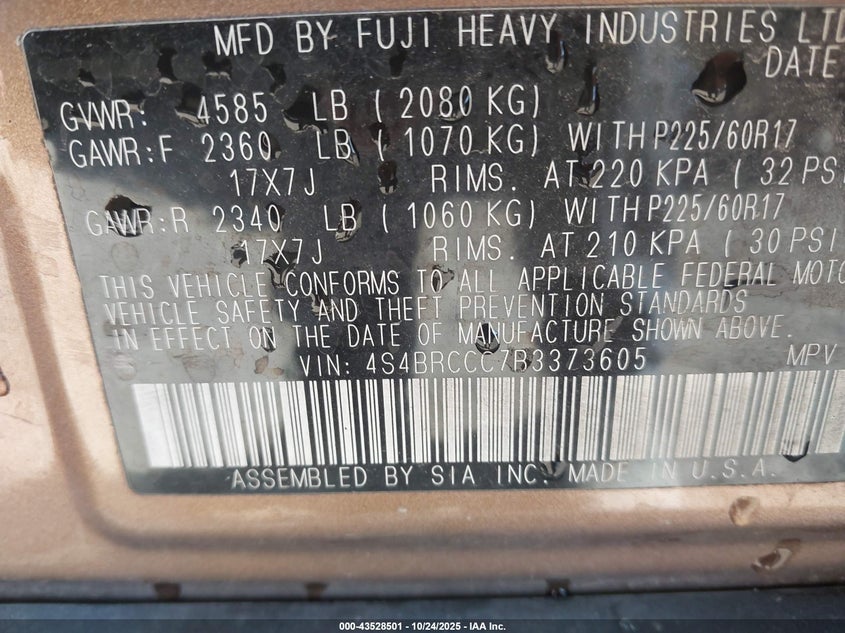 MFD BY FUJI HEAVY INDUSTRIES LTD
DATE
GVWR: 4585 LB ( 2080 KG)
GAWR:F 2360 LB ( 1070 KG) WITH P225/60R17
17X7J RIMS. AT 220 KPA ( 32 PSI
GAWR:R 2340 LB ( 1060 KG) WITH P225/60R17
17X7J RIMS. AT 210 KPA ( 30 PSI
THIS VEHICLE CONFORMS TO ALL APPLICABLE FEDERAL MOTO
VEHICLE SAFETY AND THEFT PREVENTION STANDARDS
IN EFFECT ON THE DATE OF MANUFACTURE SHOWN ABOVE.
VIN: 4S4BRCCC7B3373605 MPV
ASSEMBLED BY SIA INC. MADE IN U.S.A.
000-43528501 - 10/24/2025 - IAA Inc.